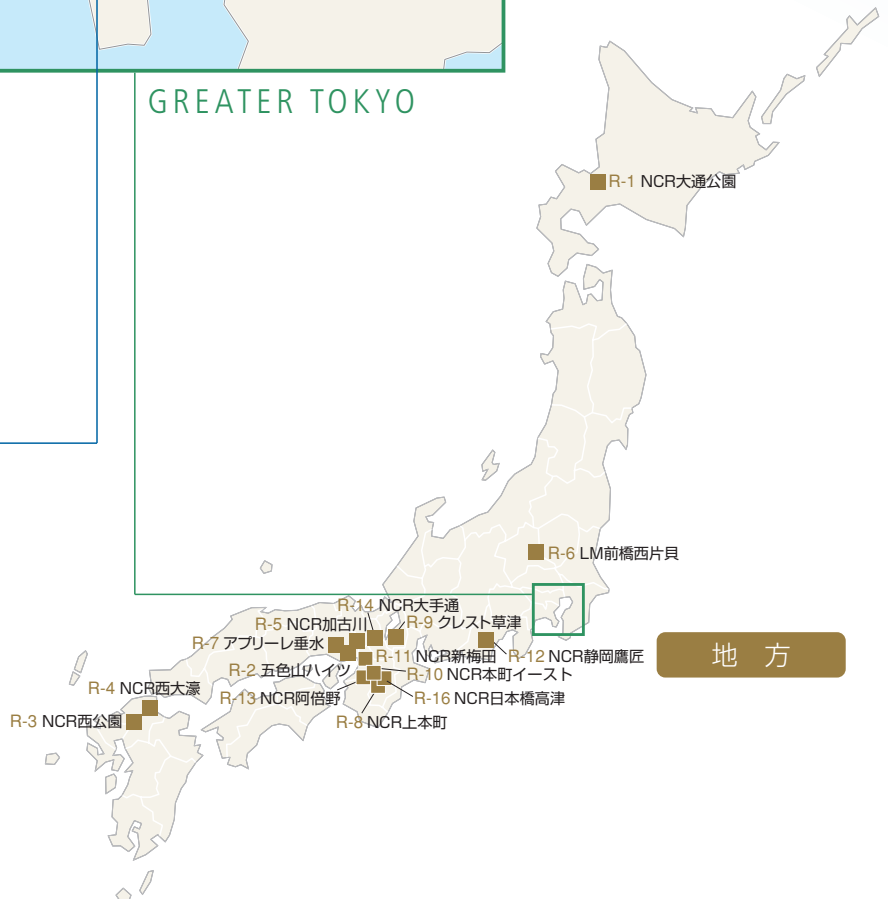 GREATER TOKYO
R-1 NCR大通公園
R-6 LM前橋西片貝
R-14 NCR大手通
R-5 NCR加古川
R-9 クレスト草津
R-7 アプリーレ垂水
R-11 NCR新梅田
R-12 NCR静岡鷹匠
地 方
R-2 五色山ハイツ
R-10 NCR本町イースト
R-4 NCR西大濠
R-13 NCR阿倍野
R-16 NCR日本橋高津
R-3 NCR西公園
R-8 NCR上本町